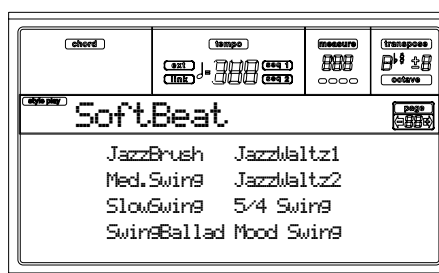 chord tempo measure transpose
ext seq 1
link seq 2
octave
style play SoftBeat page
JazzBrush JazzWaltz1
Med.Swing JazzWaltz2
SlowSwing 5/4 Swing
SwingBallad Mood Swing